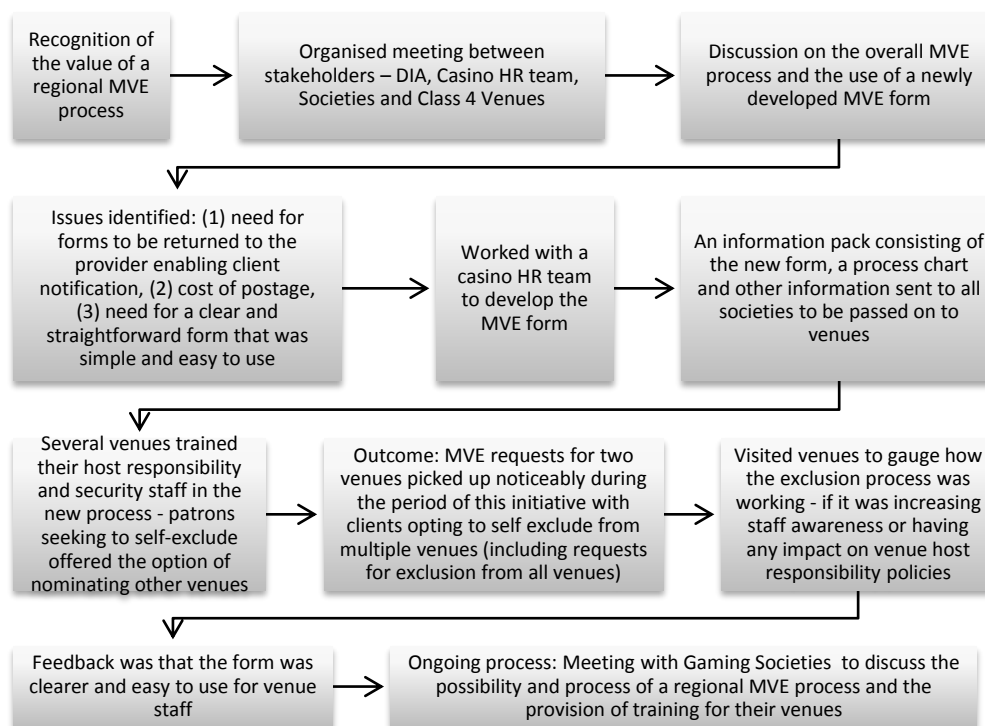 Recognition of
the value of a
regional MVE
process
Organised meeting between
stakeholders – DIA, Casino HR team,
Societies and Class 4 Venues
Discussion on the overall MVE
process and the use of a newly
developed MVE form
Issues identified: (1) need for
forms to be returned to the
provider enabling client
notification, (2) cost of postage,
(3) need for a clear and
straightforward form that was
simple and easy to use
Worked with a
casino HR team
to develop the
MVE form
An information pack consisting of
the new form, a process chart
and other information sent to all
societies to be passed on to
venues
Several venues trained
their host responsibility
and security staff in the
new process - patrons
seeking to self-exclude
offered the option of
nominating other venues
Outcome: MVE requests for two
venues picked up noticeably during
the period of this initiative with
clients opting to self exclude from
multiple venues (including requests
for exclusion from all venues)
Visited venues to gauge how
the exclusion process was
working - if it was increasing
staff awareness or having
any impact on venue host
responsibility policies
Feedback was that the form was
clearer and easy to use for venue
staff
Ongoing process: Meeting with Gaming Societies to discuss the
possibility and process of a regional MVE process and the
provision of training for their venues